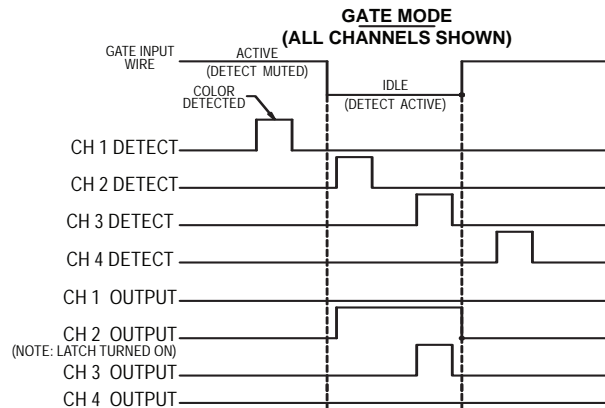 GATE MODE
(ALL CHANNELS SHOWN)
GATE INPUT
WIRE
ACTIVE
(DETECT MUTED)
IDLE
(DETECT ACTIVE)
COLOR
DETECTED
CH 1 DETECT
CH 2 DETECT
CH 3 DETECT
CH 4 DETECT
CH 1 OUTPUT
CH 2 OUTPUT
(NOTE: LATCH TURNED ON)
CH 3 OUTPUT
CH 4 OUTPUT